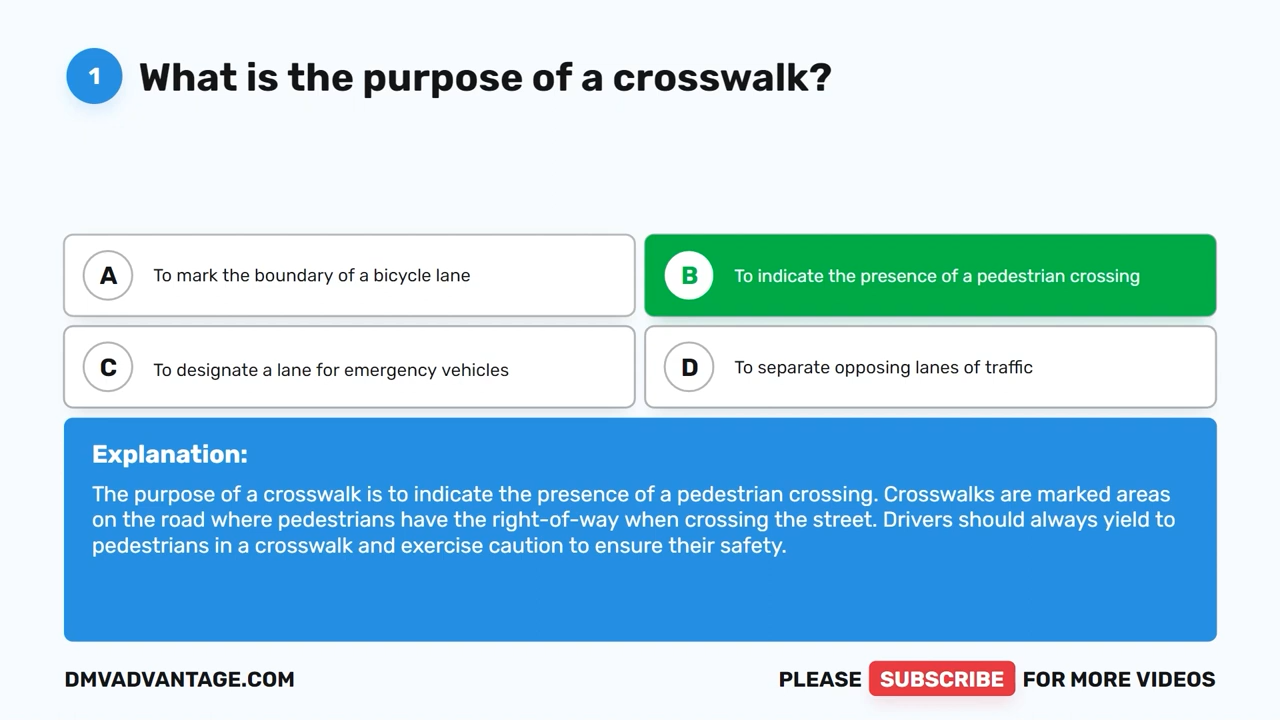 1 What is the purpose of a crosswalk?
A To mark the boundary of a bicycle lane
B To indicate the presence of a pedestrian crossing
C To designate a lane for emergency vehicles
D To separate opposing lanes of traffic
Explanation:
The purpose of a crosswalk is to indicate the presence of a pedestrian crossing. Crosswalks are marked areas
on the road where pedestrians have the right-of-way when crossing the street. Drivers should always yield to
pedestrians in a crosswalk and exercise caution to ensure their safety.
DMVADVANTAGE.COM
PLEASE SUBSCRIBE FOR MORE VIDEOS